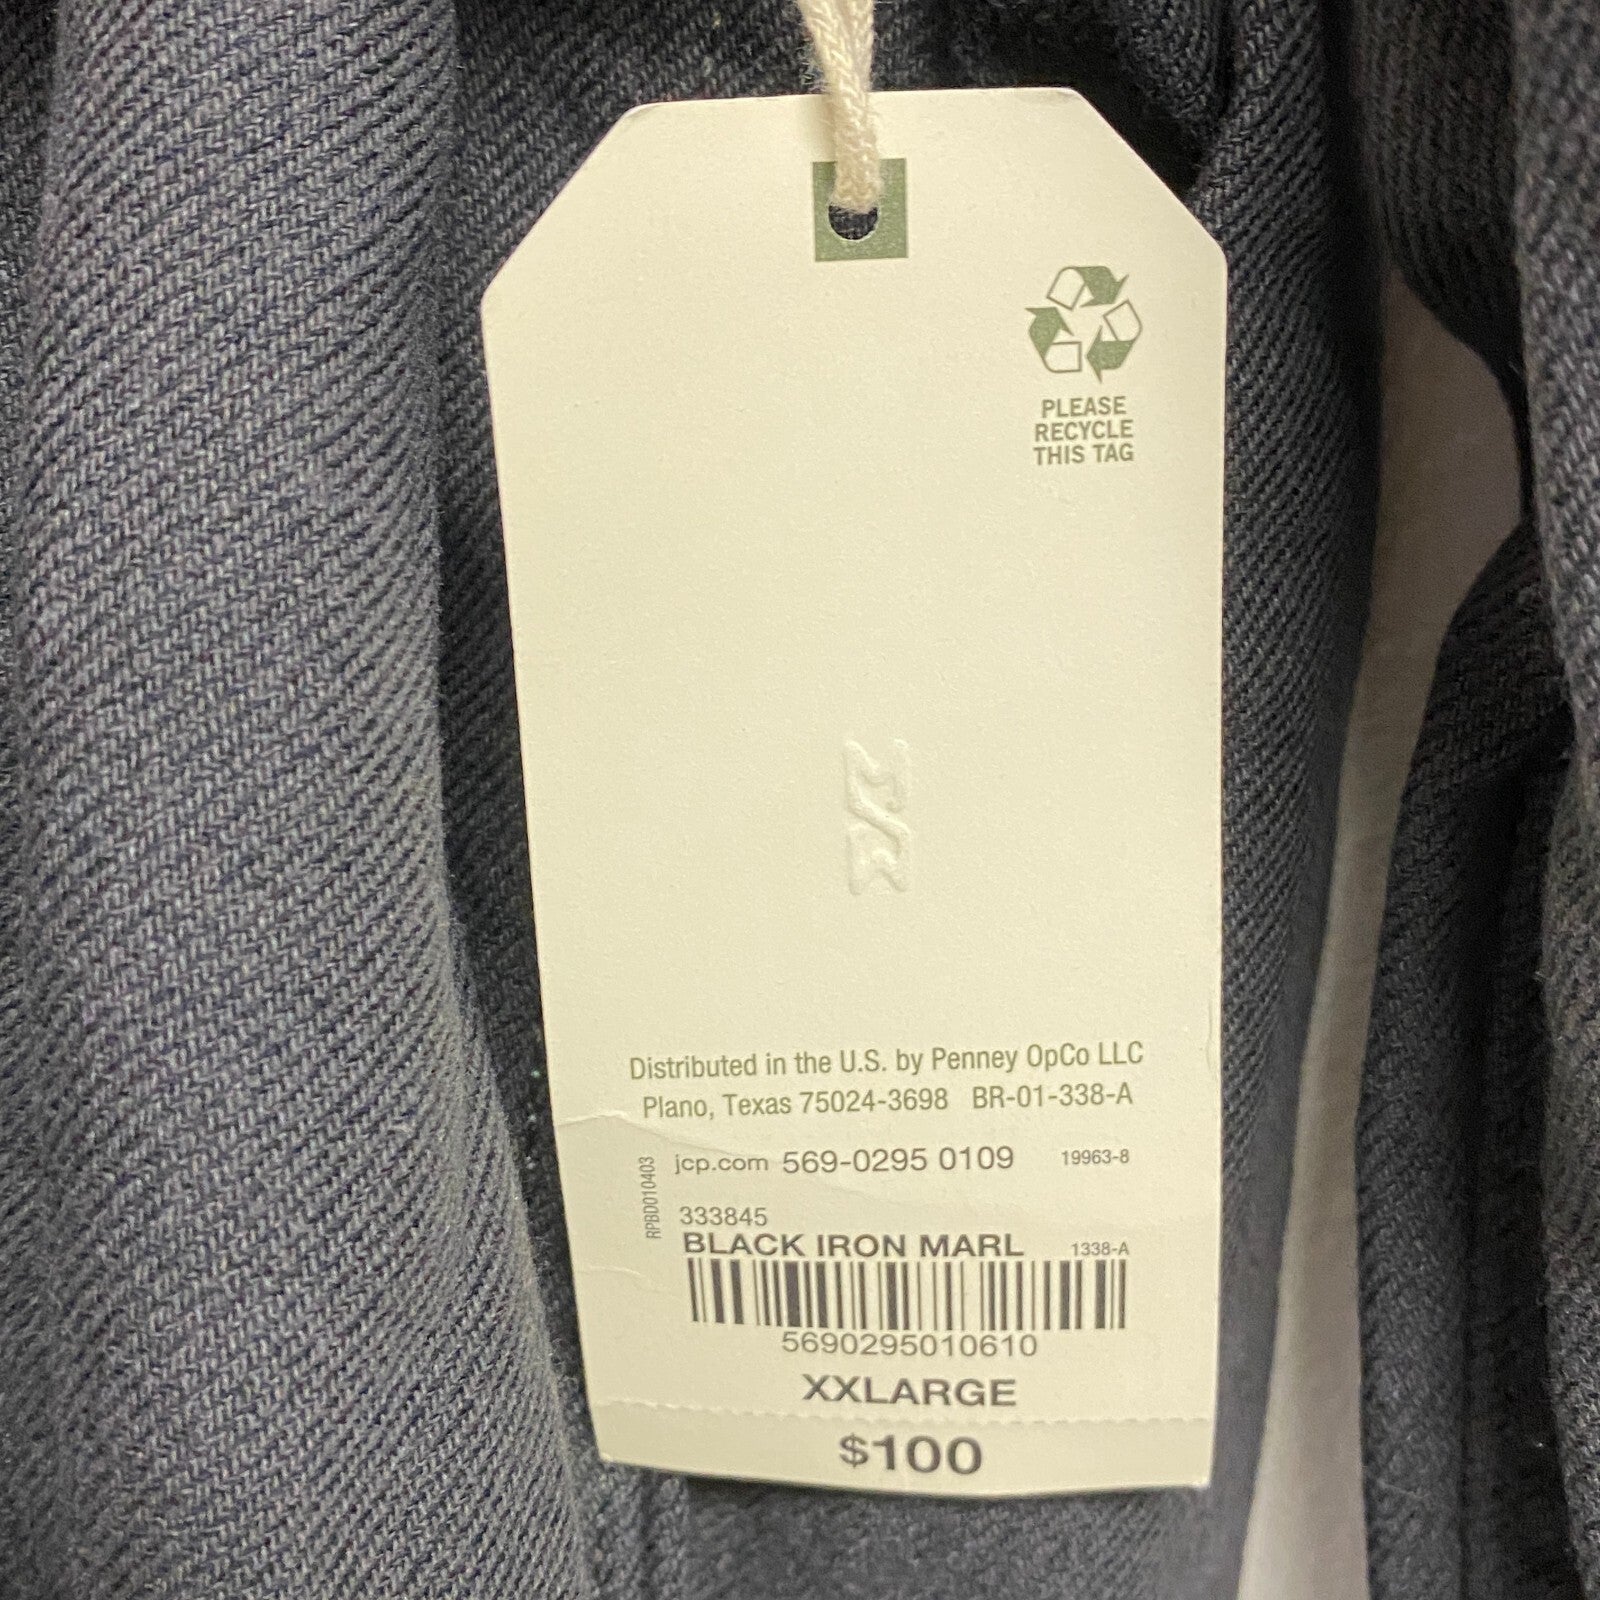 PLEASE
RECYCLE
THIS TAG
Distributed in the U.S. by Penney OpCo LLC
Plano, Texas 75024-3698 BR-01-338-A
jcp.com 569-0295 0109 19963-8
RPBD010403
333845
BLACK IRON MARL 1338-A
5690295010610
XXLARGE
$100